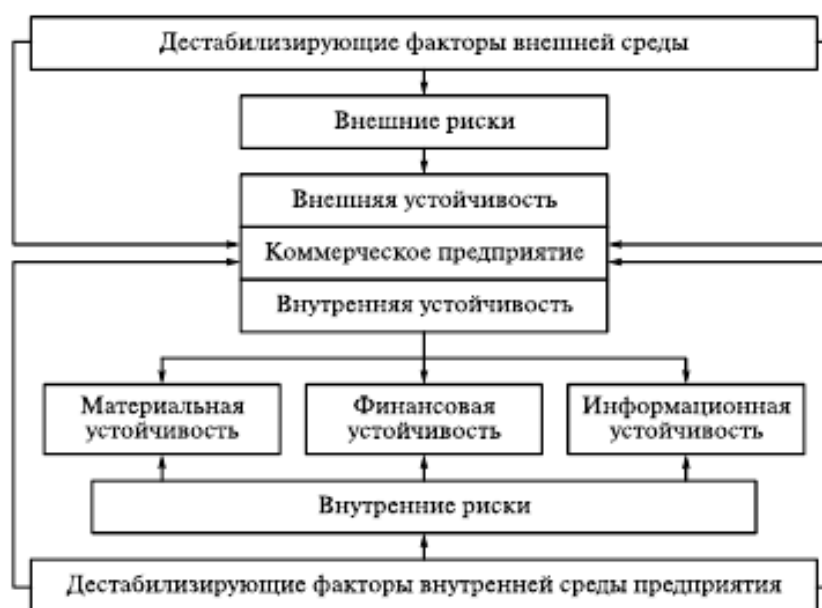 Дестабилизирующие факторы внешней среды
Внешние риски
Внешняя устойчивость
Коммерческое предприятие
Внутренняя устойчивость
Материальная
устойчивость
Финансовая
устойчивость
Информационная
устойчивость
Внутренние риски
Дестабилизирующие факторы внутренней среды предприятия